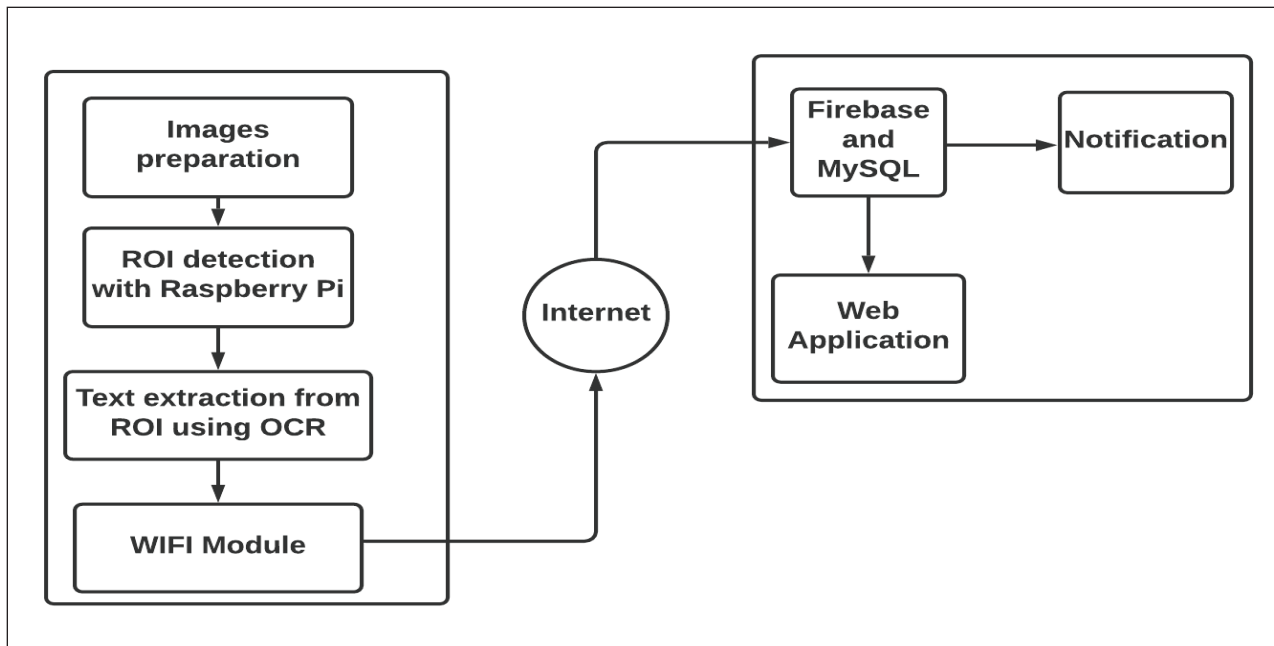 Images
preparation
ROI detection
with Raspberry Pi
Text extraction from
ROI using OCR
WIFI Module
Internet
Firebase
and
MySQL
Notification
Web
Application